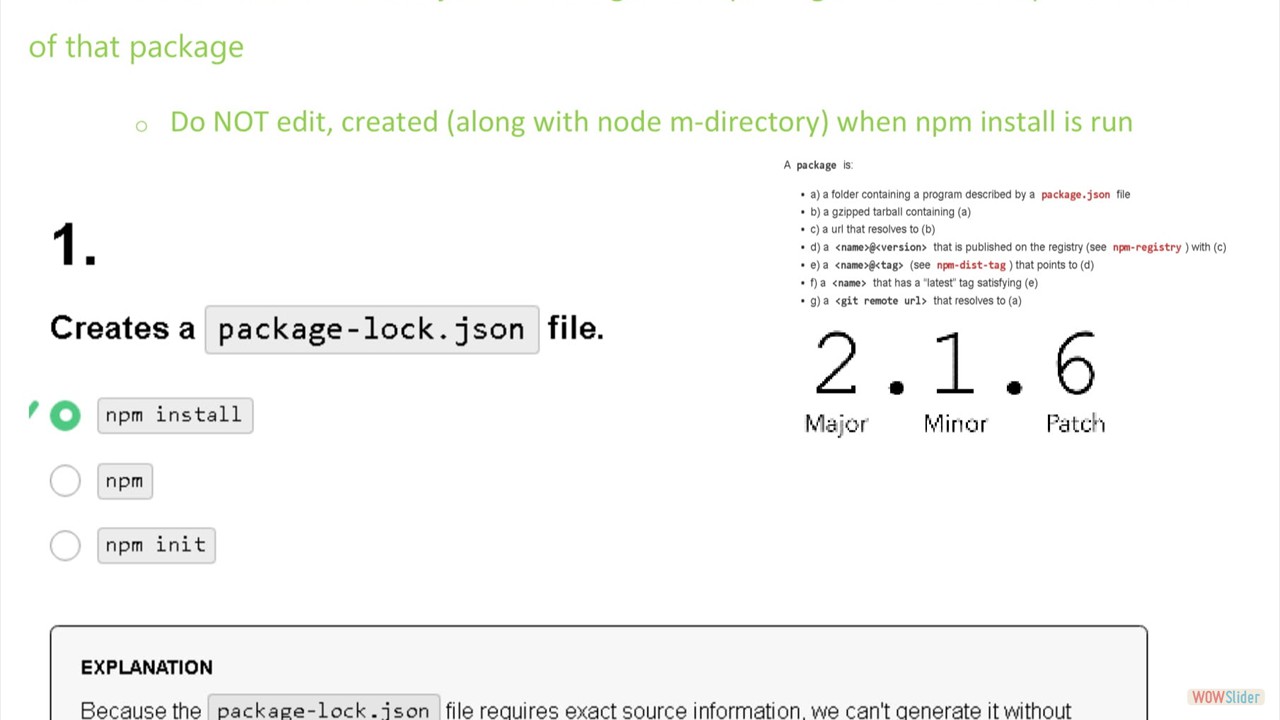 of that package
o Do NOT edit, created (along with node m-directory) when npm install is run
A package is:
• a) a folder containing a program described by a package.json file
• b) a gzipped tarball containing (a)
• c) a url that resolves to (b)
• d) a <name>@<version> that is published on the registry (see npm-registry ) with (c)
• e) a <name>@<tag> (see npm-dist-tag ) that points to (d)
• f) a <name> that has a "latest" tag satisfying (e)
• g) a <git remote url> that resolves to (a)
2.1.6
Major Minor Patch
1.
Creates a package-lock.json file.
npm install
npm
npm init
EXPLANATION
Because the package-lock.json file requires exact source information, we can't generate it without
WOWSlider